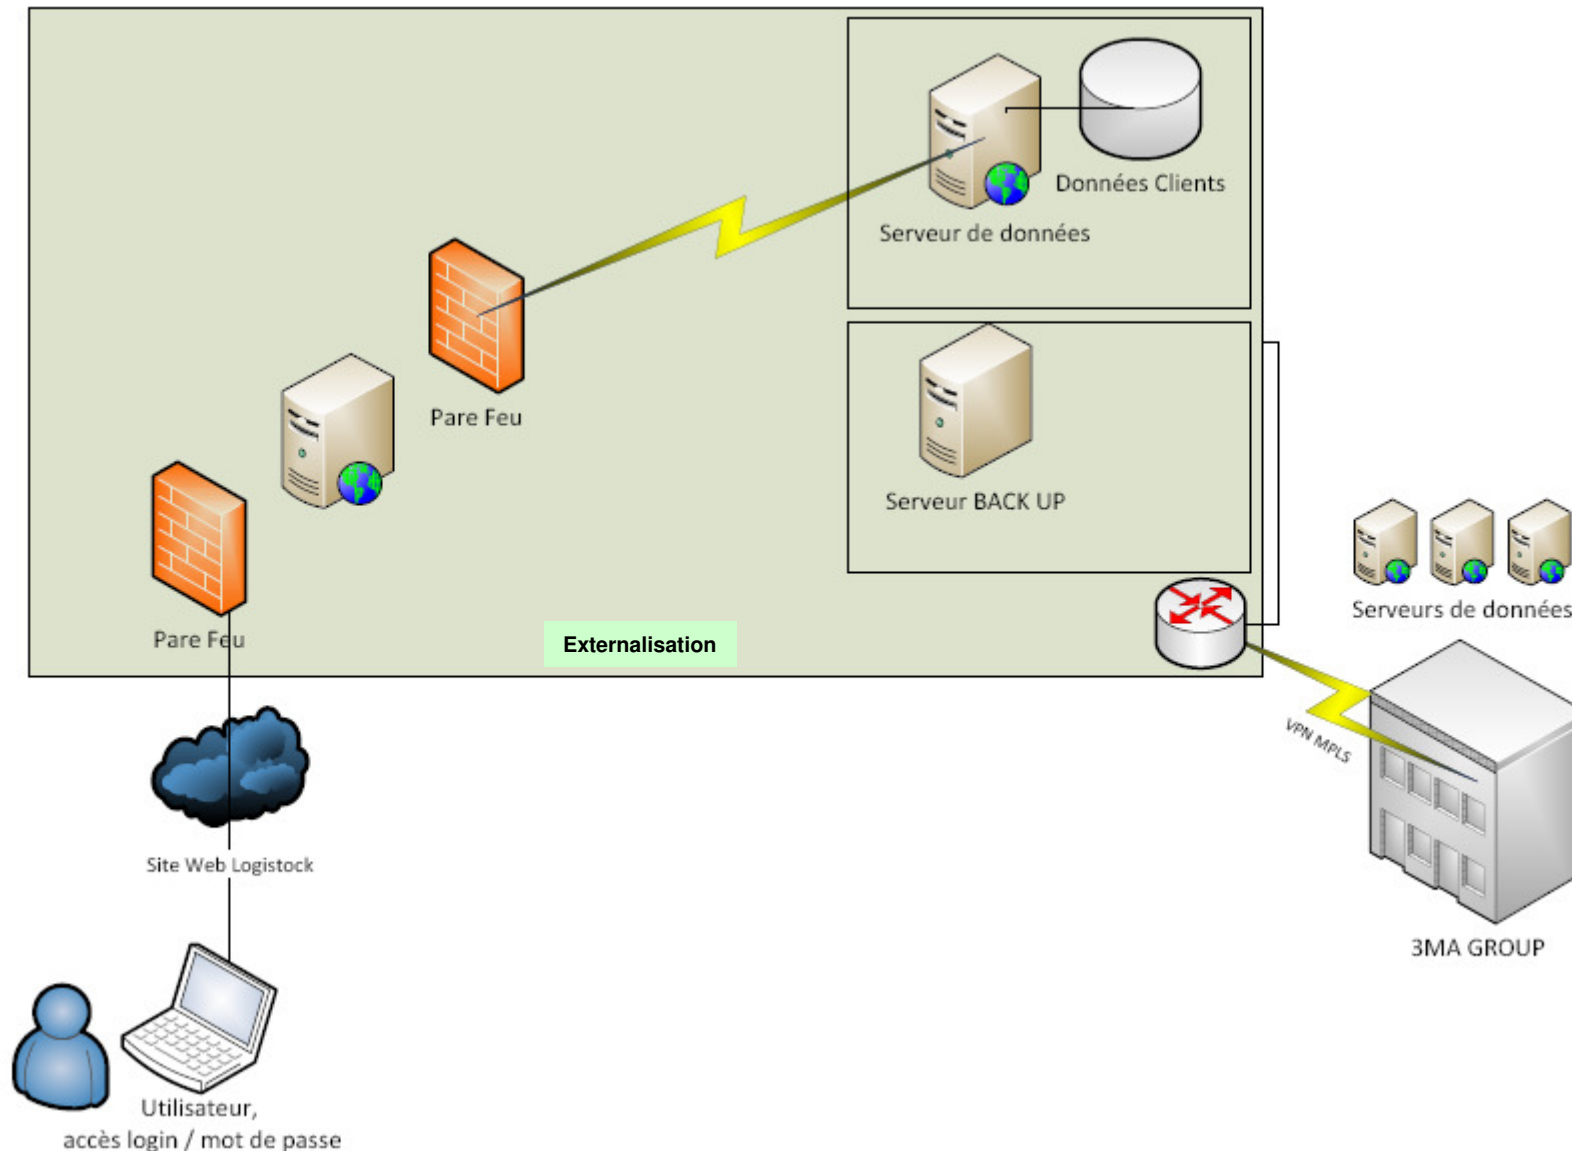 Données Clients
Serveur de données
Pare Feu
Serveur BACK UP
Serveurs de données
Pare Feu
Externalisation
VPN MPLS
Site Web Logistock
3MA GROUP
Utilisateur,
accès login / mot de passe